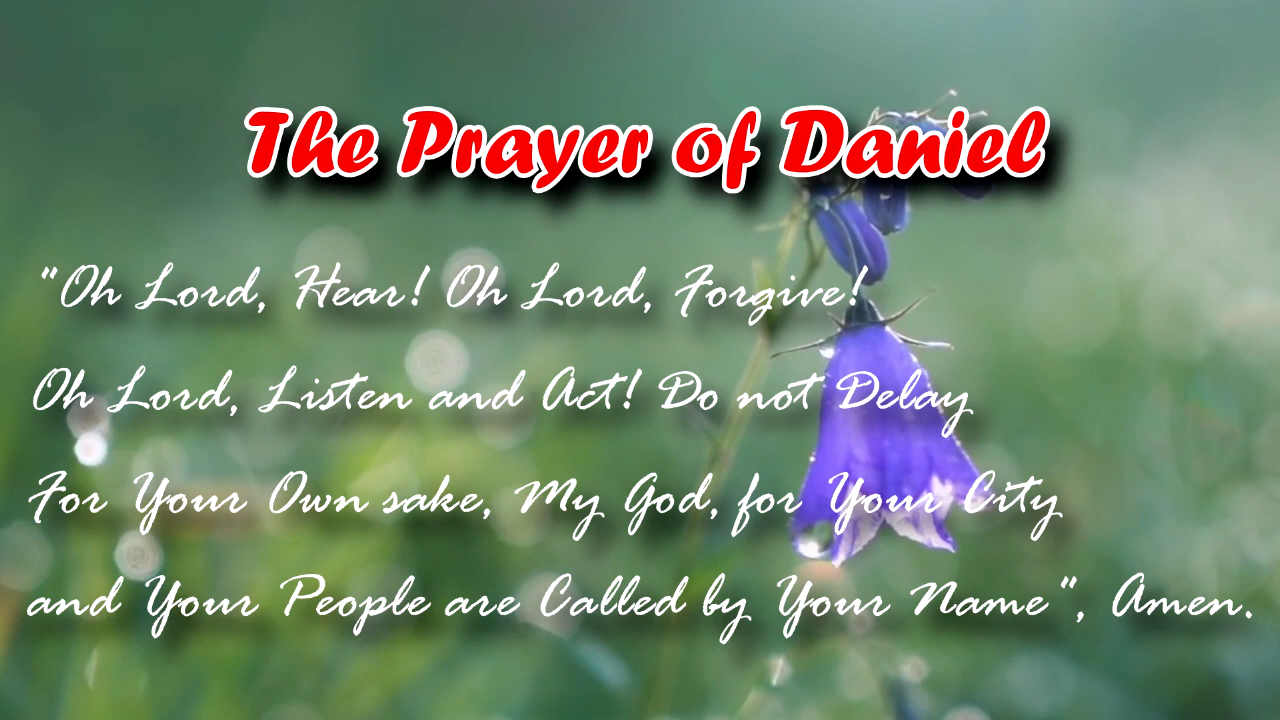 The Prayer of Daniel
"Oh Lord, Hear! Oh Lord, Forgive!
Oh Lord, Listen and Act! Do not Delay
For Your Own sake, My God, for Your City
and Your People are Called by Your Name", Amen.